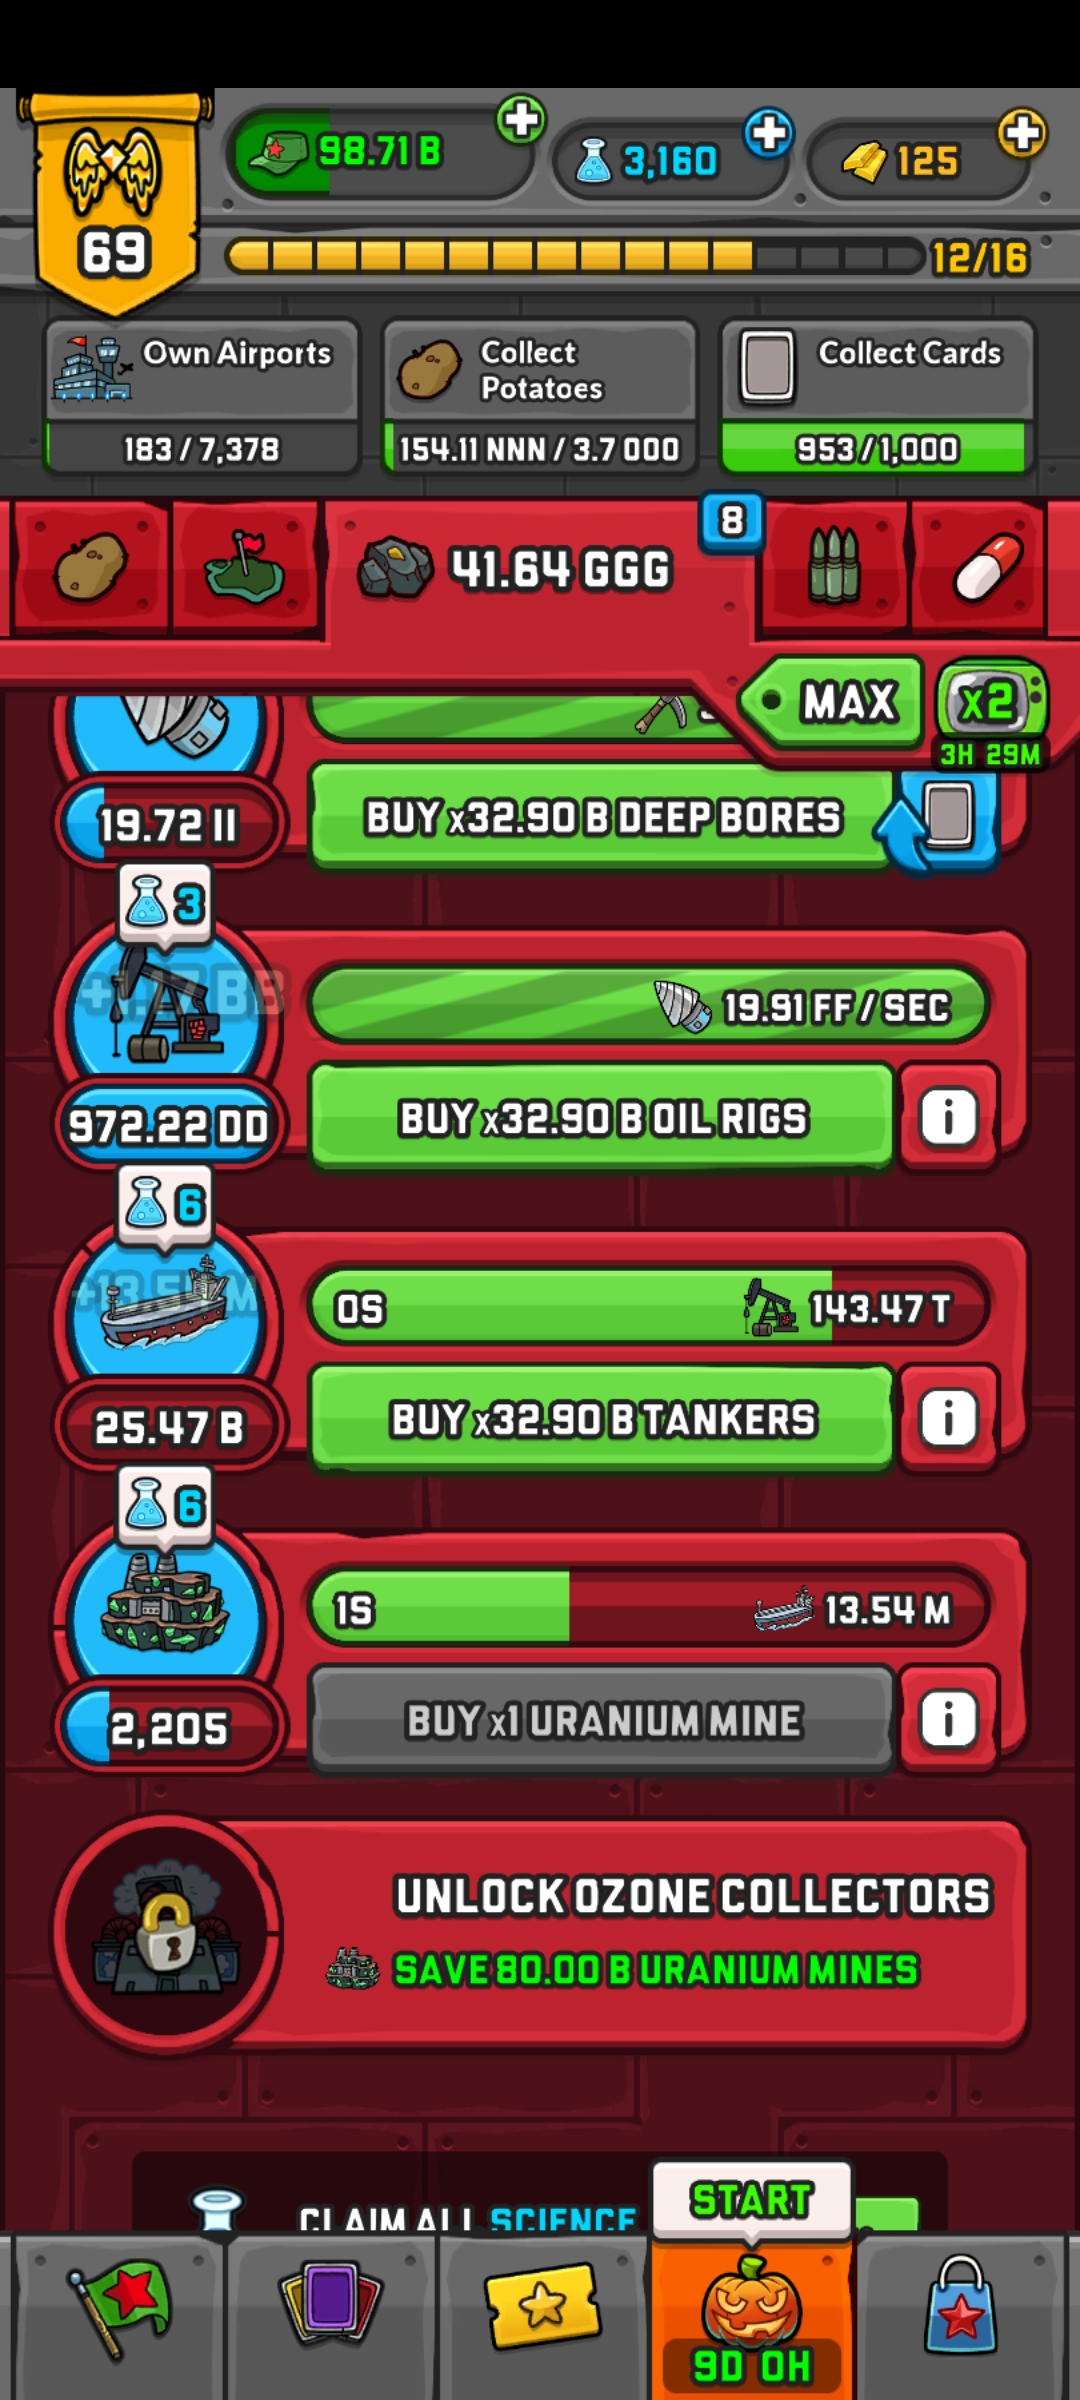 98.71 B
3,160
125
69
12/16
Own Airports
183 / 7,378
Collect
Potatoes
154.11 NNN / 3.7 OOO
Collect Cards
953 / 1,000
41.64 GGG
8
MAX
x2
3H 29M
19.72 II
BUY x32.90 B DEEP BORES
3
19.91 FF / SEC
972.22 DD
BUY x32.90 B OIL RIGS
i
6
0S
143.47 T
25.47 B
BUY x32.90 B TANKERS
i
6
1S
13.54 M
2,205
BUY x1 URANIUM MINE
i
UNLOCK OZONE COLLECTORS
SAVE 80.00 B URANIUM MINES
CLAIM ALL SCIENCE
START
9D 0H